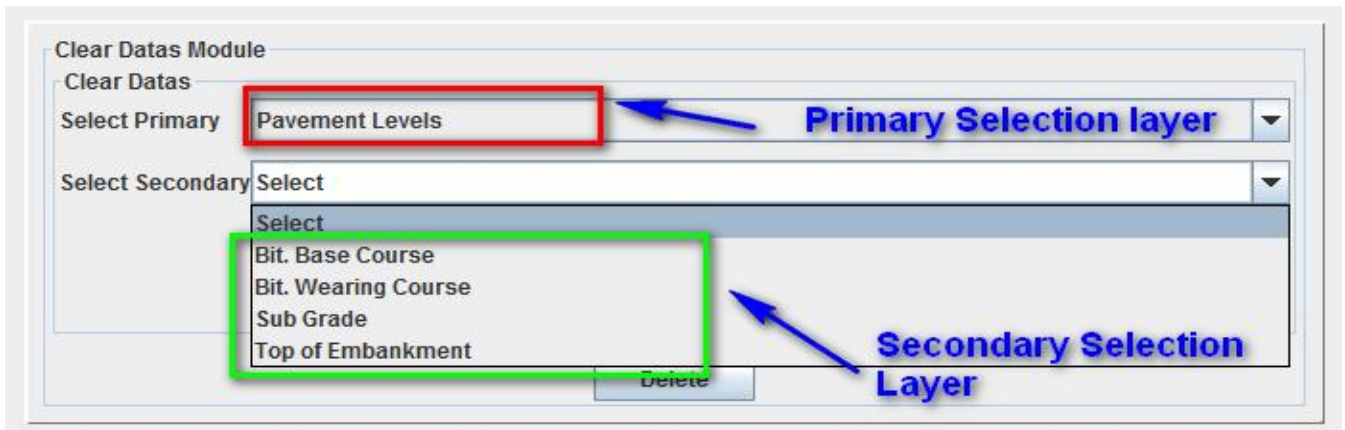 Clear Datas Module
Clear Datas
Select Primary Pavement Levels Primary Selection layer
Select Secondary Select
Select
Bit. Base Course
Bit. Wearing Course
Sub Grade
Top of Embankment
Secondary Selection
Layer
Delete